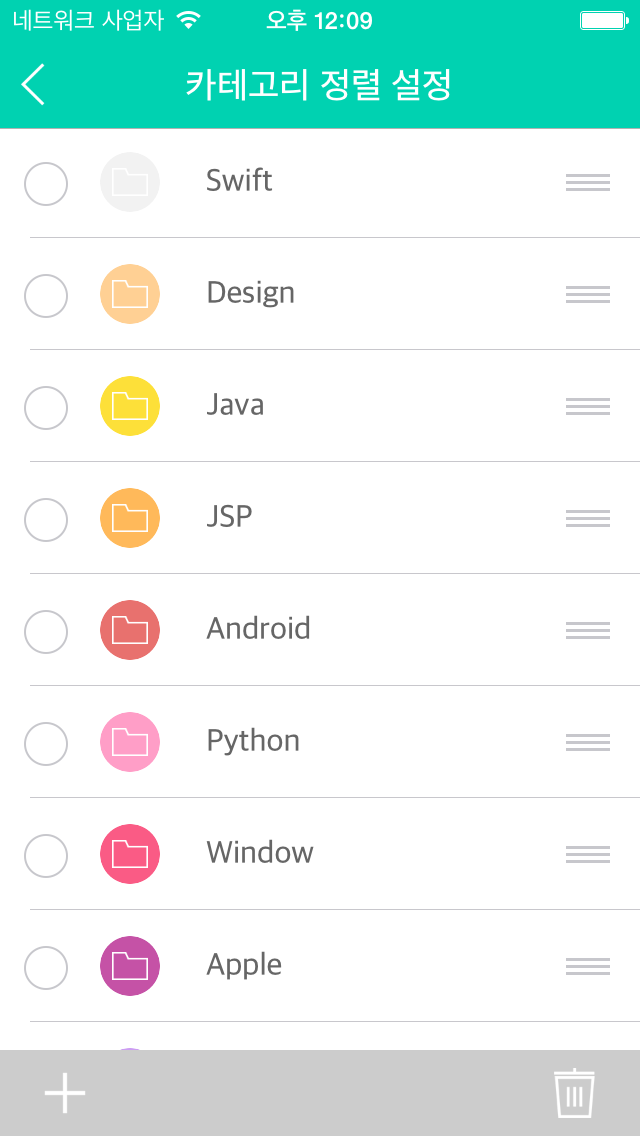 네트워크 사업자 오후 12:09
카테고리 정렬 설정
Swift
Design
Java
JSP
Android
Python
Window
Apple